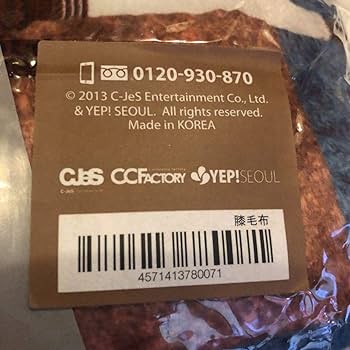 0120-930-870
© 2013 C-JeS Entertainment Co., Ltd.
& YEP! SEOUL. All rights reserved.
Made in KOREA
CJeS
C-JeS
CCFACTORY
YEP!SEOUL
膝毛布
4571413780071